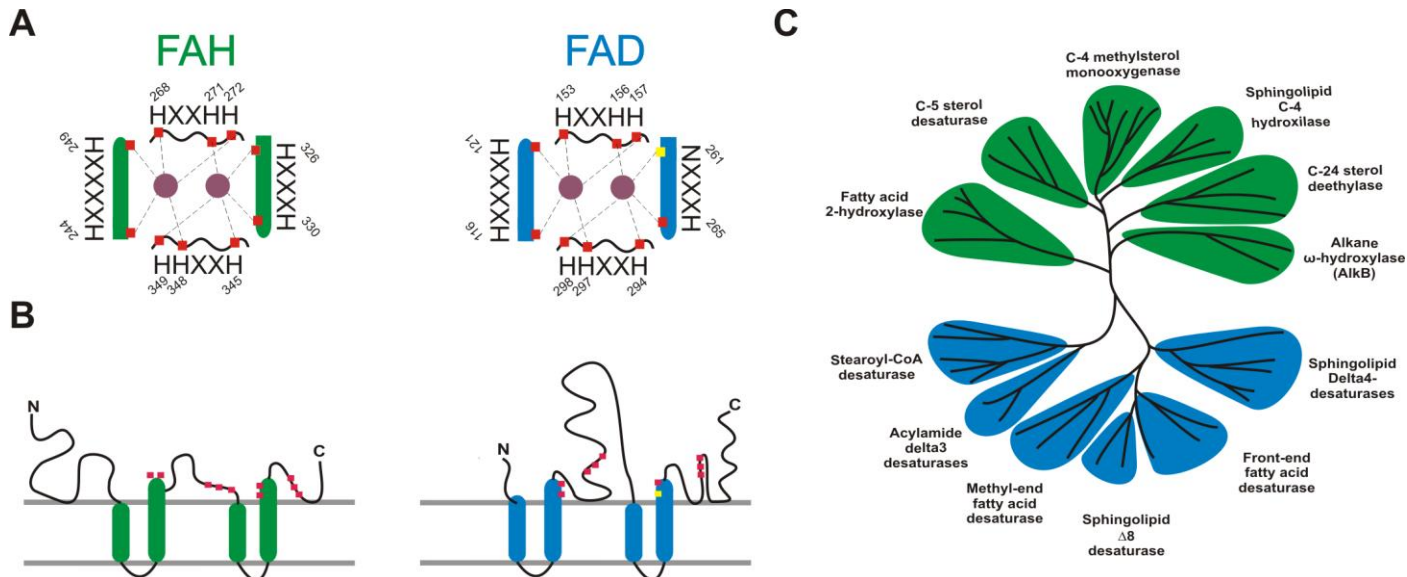 A
FAH
268
271
272
HXXHH
249
HXXXXH
244
326
HXXXH
330
HHXXH
349
348
345
FAD
153
156
157
HXXHH
121
HXXXXH
116
261
NXXXH
265
HHXXH
298
297
294
B
N
C
N
C
C
C-4 methylsterol
monooxygenase
C-5 sterol
desaturase
Sphingolipid
C-4
hydroxilase
C-24 sterol
deethylase
Fatty acid
2-hydroxylase
Alkane
ω-hydroxylase
(AlkB)
Stearoyl-CoA
desaturase
Sphingolipid
Delta4-
desaturases
Acylamide
delta3
desaturases
Front-end
fatty acid
desaturase
Methyl-end
fatty acid
desaturase
Sphingolipid
Δ8
desaturase